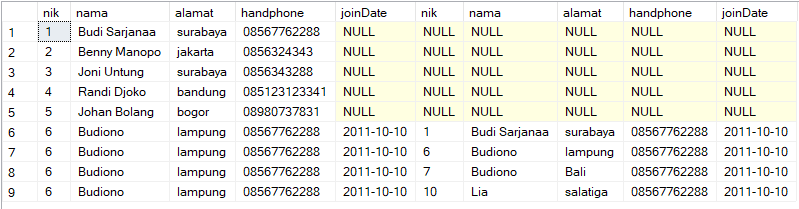 nik nama alamat handphone joinDate nik nama alamat handphone joinDate
1 1 Budi Sarjanaa surabaya 08567762288 NULL NULL NULL NULL NULL NULL
2 2 Benny Manopo jakarta 0856324343 NULL NULL NULL NULL NULL NULL
3 3 Joni Untung surabaya 0856343288 NULL NULL NULL NULL NULL NULL
4 4 Randi Djoko bandung 085123123341 NULL NULL NULL NULL NULL NULL
5 5 Johan Bolang bogor 08980737831 NULL NULL NULL NULL NULL NULL
6 6 Budiono lampung 08567762288 2011-10-10 1 Budi Sarjanaa surabaya 08567762288 2011-10-10
7 6 Budiono lampung 08567762288 2011-10-10 6 Budiono lampung 08567762288 2011-10-10
8 6 Budiono lampung 08567762288 2011-10-10 7 Budiono Bali 08567762288 2011-10-10
9 6 Budiono lampung 08567762288 2011-10-10 10 Lia salatiga 08567762288 2011-10-10